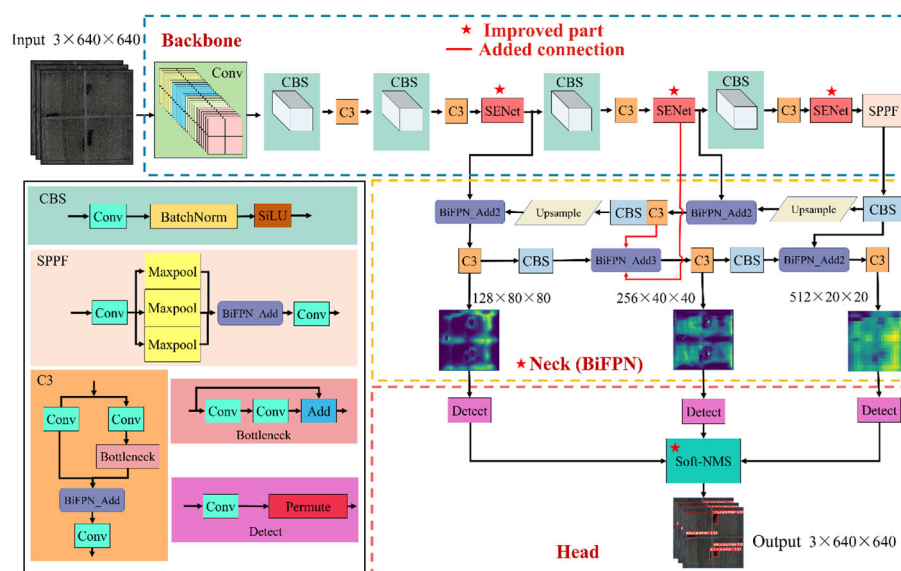 Input 3×640×640
Backbone
★ Improved part
Added connection
Conv
CBS
C3
CBS
C3
SENet
CBS
C3
SENet
CBS
C3
SENet
SPPF
BiFPN_Add2
Upsample
CBS
C3
BiFPN_Add2
Upsample
CBS
C3
CBS
BiFPN_Add3
C3
CBS
BiFPN_Add2
C3
128×80×80
256×40×40
512×20×20
★ Neck (BiFPN)
Detect
Detect
Detect
Soft-NMS
Head
Output 3×640×640
CBS
Conv
BatchNorm
SiLU
SPPF
Conv
Maxpool
Maxpool
Maxpool
BiFPN_Add
Conv
C3
Conv
Conv
Bottleneck
BiFPN_Add
Conv
Conv
Conv
Add
Bottleneck
Conv
Permute
Detect